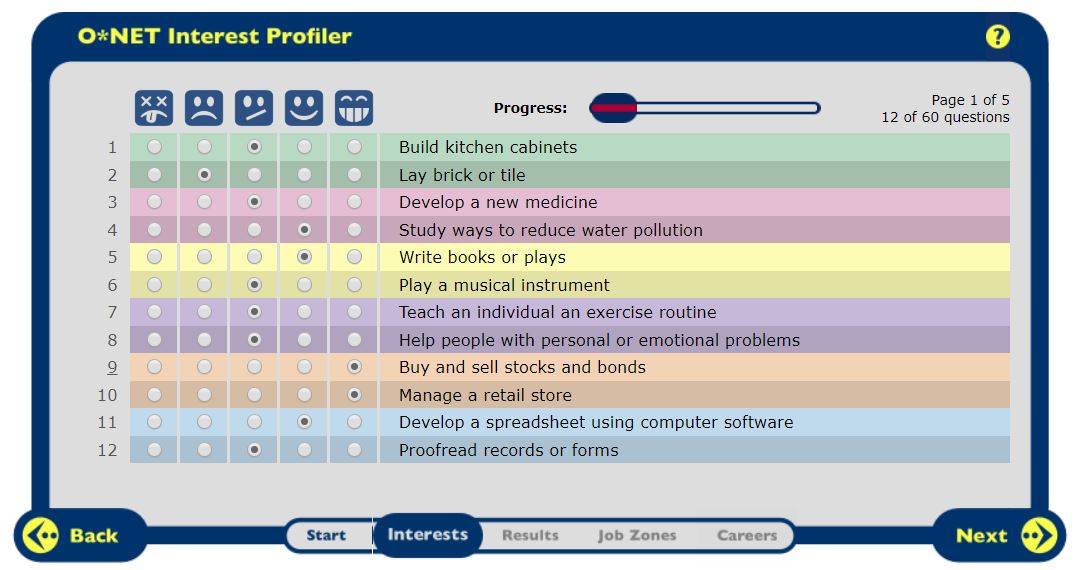 O*NET Interest Profiler
?
Progress:
Page 1 of 5
12 of 60 questions
1 Build kitchen cabinets
2 Lay brick or tile
3 Develop a new medicine
4 Study ways to reduce water pollution
5 Write books or plays
6 Play a musical instrument
7 Teach an individual an exercise routine
8 Help people with personal or emotional problems
9 Buy and sell stocks and bonds
10 Manage a retail store
11 Develop a spreadsheet using computer software
12 Proofread records or forms
Back Start Interests Results Job Zones Careers Next